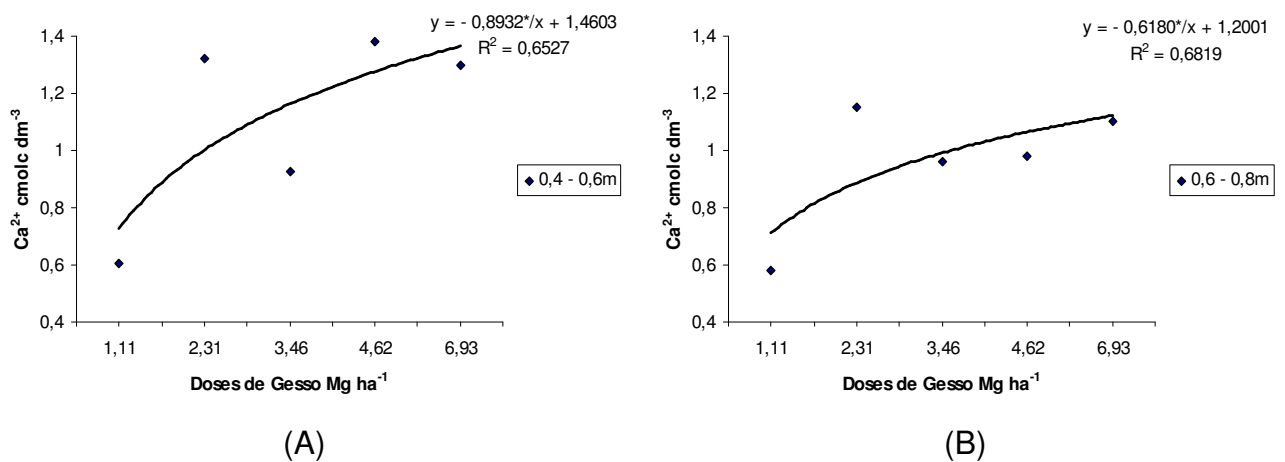 y = - 0,8932*/x + 1,4603
R² = 0,6527
1,4
1,2
1
0,8
0,6
0,4
Ca²⁺ cmolc dm⁻³
0,4 - 0,6m
1,11 2,31 3,46 4,62 6,93
Doses de Gesso Mg ha⁻¹
(A)
y = - 0,6180*/x + 1,2001
R² = 0,6819
1,4
1,2
1
0,8
0,6
0,4
Ca²⁺ cmolc dm⁻³
0,6 - 0,8m
1,11 2,31 3,46 4,62 6,93
Doses de Gesso Mg ha⁻¹
(B)